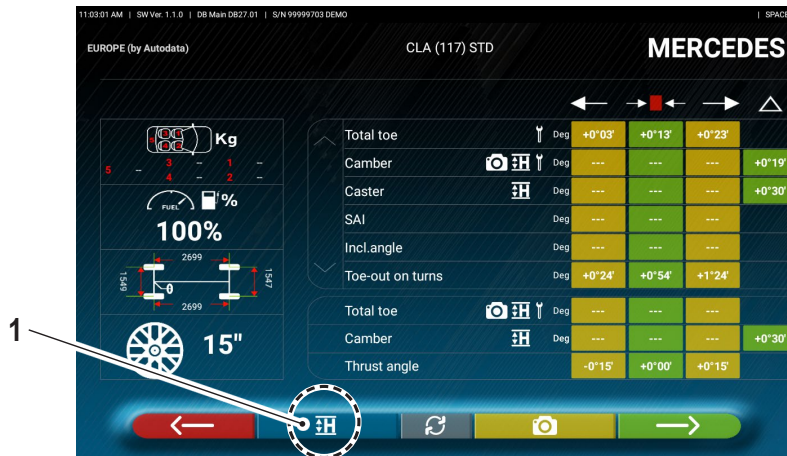 11:03:01 AM | SW Ver. 1.1.0 | DB Main DB27.01 | S/N 99999703 DEMO | SPACE
EUROPE (by Autodata) CLA (117) STD MERCEDES
Kg
5 - 3 -- 1 --
4 -- 2 --
FUEL %
100%
2699
1549 1547
2699
15"
Total toe Deg +0°03' +0°13' +0°23'
Camber H Deg --- --- --- +0°19'
Caster H Deg --- --- --- +0°30'
SAI Deg --- --- ---
Incl.angle Deg --- --- ---
Toe-out on turns Deg +0°24' +0°54' +1°24'
Total toe H Deg --- --- ---
Camber H Deg --- --- --- +0°30'
Thrust angle -0°15' +0°00' +0°15'
1
H